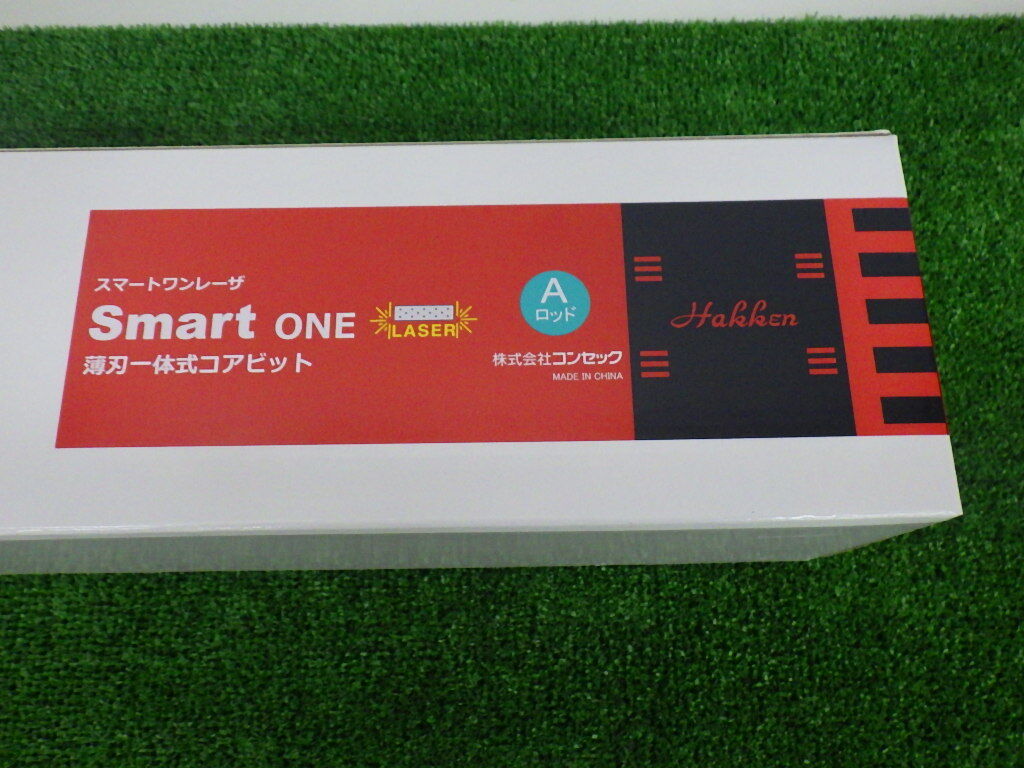 スマートワンレーザ
Smart ONE
LASER
薄刃一体式コアビット
A
ロッド
株式会社コンセック
MADE IN CHINA
Hakken